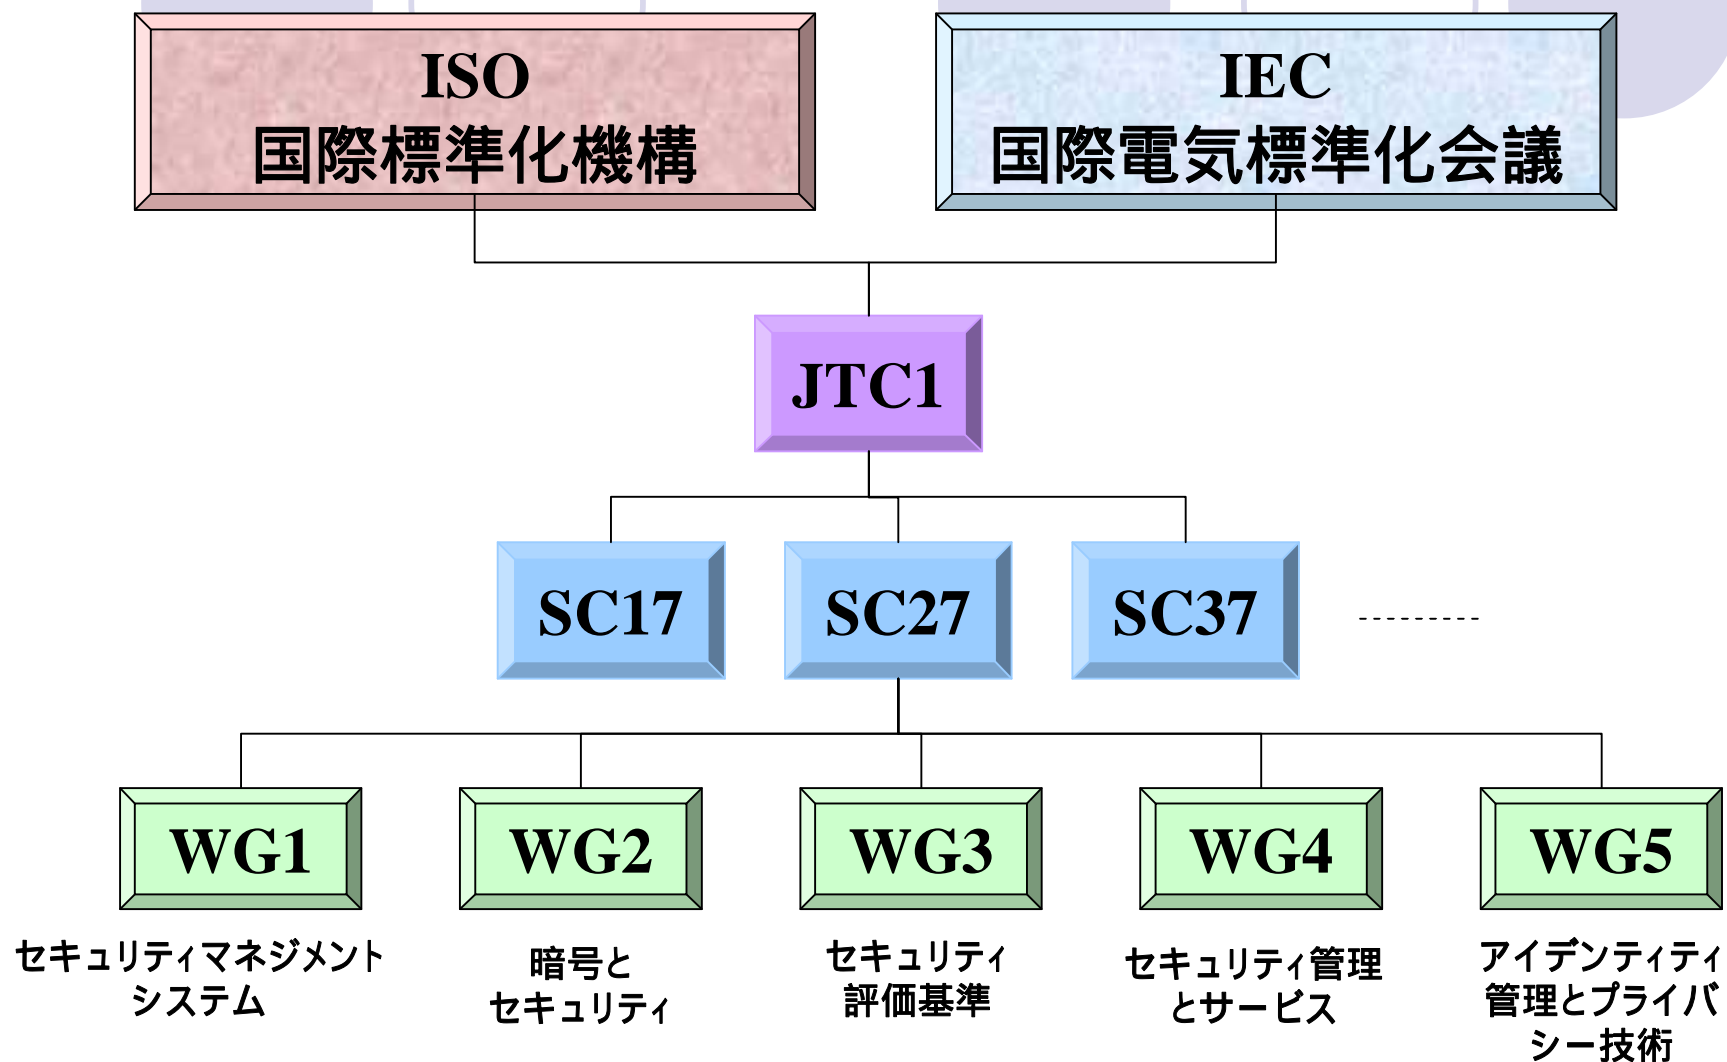 ISO
国際標準化機構
IEC
国際電気標準化会議
JTC1
SC17
SC27
SC37
WG1
WG2
WG3
WG4
WG5
セキュリティマネジメント
システム
暗号と
セキュリティ
セキュリティ
評価基準
セキュリティ管理
とサービス
アイデンティティ
管理とプライバ
シー技術